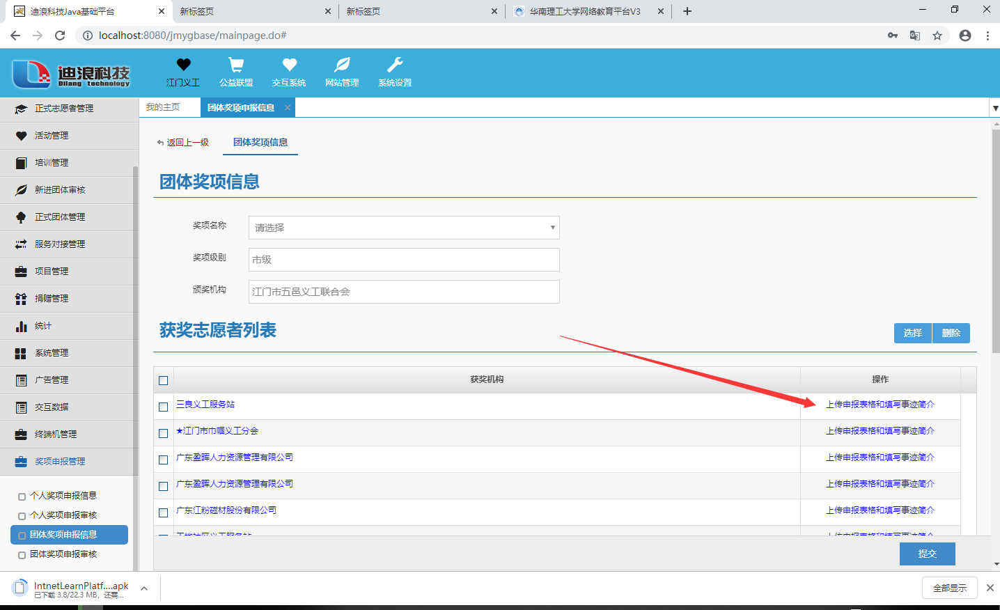 迪浪科技Java基础平台
新标签页
新标签页
华南理工大学网络教育平台V3
localhost:8080/jmygbase/mainpage.do#
迪浪科技
Dilang technology
江门义工
公益联盟
交互系统
网站管理
系统设置
正式志愿者管理
活动管理
培训管理
新进团体审核
正式团体管理
服务对接管理
项目管理
捐赠管理
统计
系统管理
广告管理
交互数据
终端机管理
奖项申报管理
个人奖项申报信息
个人奖项申报审核
团体奖项申报信息
团体奖项申报审核
我的主页
团体奖项申报信息
返回上一级
团体奖项信息
团体奖项信息
奖项名称
请选择
奖项级别
市级
颁奖机构
江门市五邑义工联合会
获奖志愿者列表
选择
删除
获奖机构
操作
三良义工服务站
上传申报表格和填写事迹简介
★江门市巾帼义工分会
上传申报表格和填写事迹简介
广东盈晖人力资源管理有限公司
上传申报表格和填写事迹简介
广东盈晖人力资源管理有限公司
上传申报表格和填写事迹简介
广东江粉磁材股份有限公司
上传申报表格和填写事迹简介
上传申报表格和填写事迹简介
提交
IntnetLearnPlatf....apk
已下载 3.8/22.3 MB，还需...
全部显示